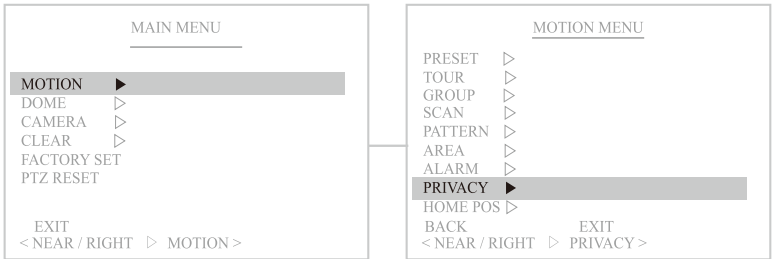 MAIN MENU
MOTION ▶
DOME ▷
CAMERA ▷
CLEAR ▷
FACTORY SET
PTZ RESET
EXIT
< NEAR / RIGHT ▷ MOTION >
MOTION MENU
PRESET ▷
TOUR ▷
GROUP ▷
SCAN ▷
PATTERN ▷
AREA ▷
ALARM ▷
PRIVACY ▶
HOME POS ▷
BACK EXIT
< NEAR / RIGHT ▷ PRIVACY >